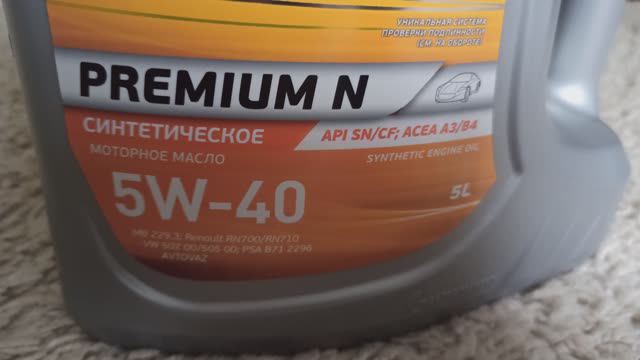 УНИКАЛЬНАЯ СИСТЕМА
ПРОВЕРКИ ПОДЛИННОСТИ
(СМ. НА ОБОРОТЕ)
PREMIUM N
СИНТЕТИЧЕСКОЕ
API SN/CF; ACEA A3/B4
МОТОРНОЕ МАСЛО
SYNTHETIC ENGINE OIL
5W-40
5L
MB 229.3; Renault RN700/RN710
VW 502 00/505 00; PSA B71 2296
AVTOVAZ